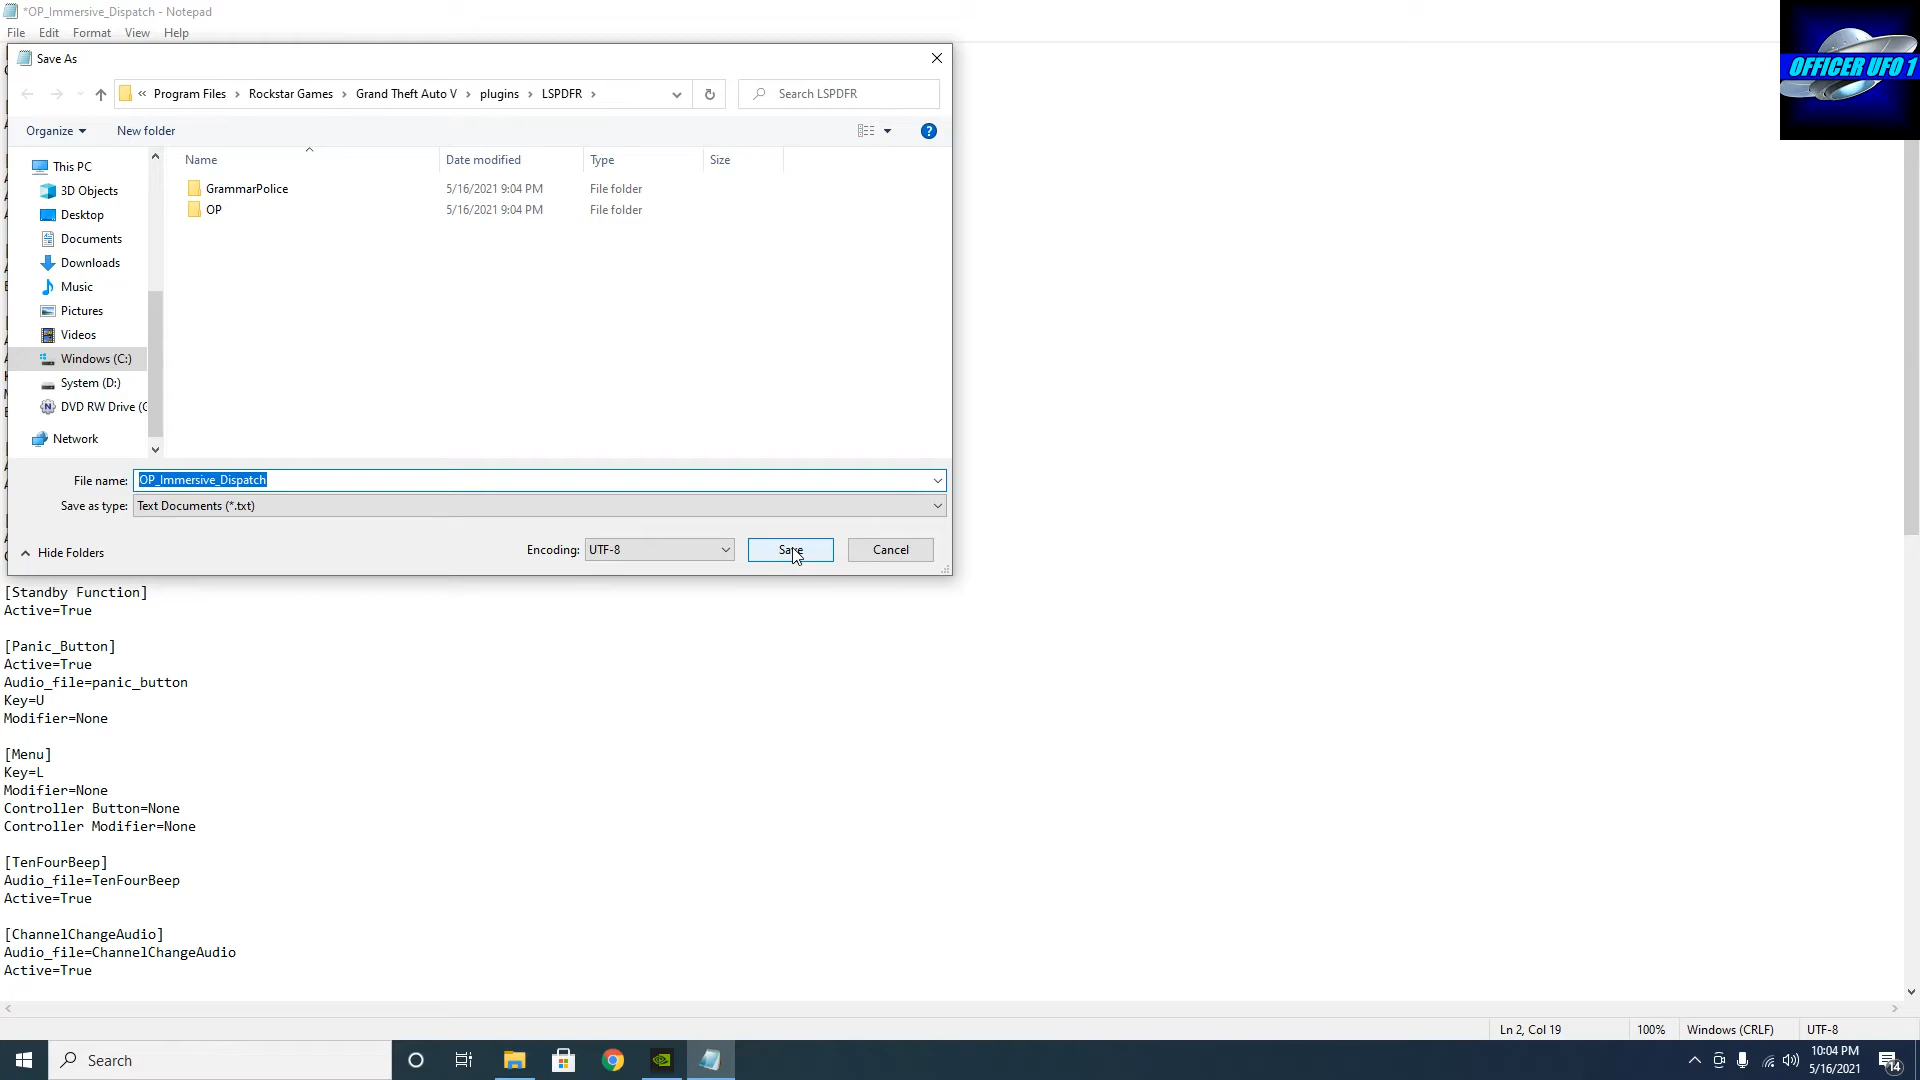 *OP_Immersive_Dispatch - Notepad
File Edit Format View Help
OFFICER UFO 1
Save As
« Program Files › Rockstar Games › Grand Theft Auto V › plugins › LSPDFR ›
Search LSPDFR
Organize
New folder
Name Date modified Type Size
GrammarPolice 5/16/2021 9:04 PM File folder
OP 5/16/2021 9:04 PM File folder
This PC
3D Objects
Desktop
Documents
Downloads
Music
Pictures
Videos
Windows (C:)
System (D:)
DVD RW Drive (
Network
File name: OP_Immersive_Dispatch
Save as type: Text Documents (*.txt)
Hide Folders
Encoding: UTF-8
Save
Cancel
[Standby Function]
Active=True
[Panic_Button]
Active=True
Audio_file=panic_button
Key=U
Modifier=None
[Menu]
Key=L
Modifier=None
Controller Button=None
Controller Modifier=None
[TenFourBeep]
Audio_file=TenFourBeep
Active=True
[ChannelChangeAudio]
Audio_file=ChannelChangeAudio
Active=True
Ln 2, Col 19 100% Windows (CRLF) UTF-8
Search
10:04 PM
5/16/2021
14